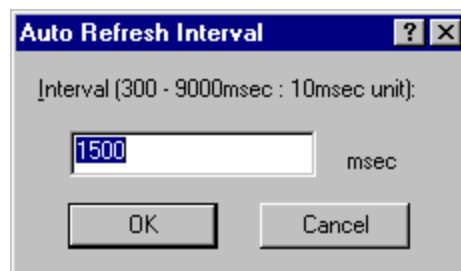 Auto Refresh Interval
Interval (300 - 9000msec : 10msec unit):
1500 msec
OK Cancel